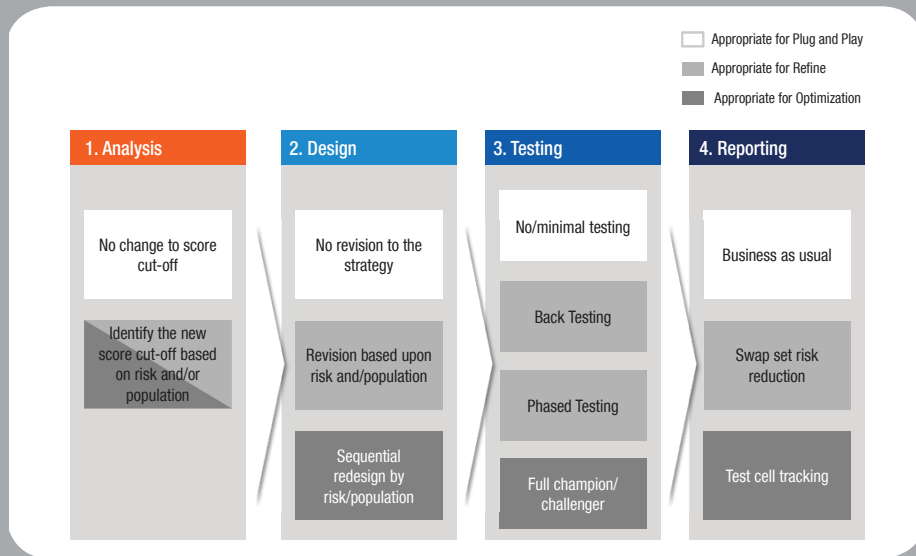 Appropriate for Plug and Play
Appropriate for Refine
Appropriate for Optimization
1. Analysis
No change to score
cut-off
Identify the new
score cut-off based
on risk and/or
population
2. Design
No revision to the
strategy
Revision based upon
risk and/population
Sequential
redesign by
risk/population
3. Testing
No/minimal testing
Back Testing
Phased Testing
Full champion/
challenger
4. Reporting
Business as usual
Swap set risk
reduction
Test cell tracking